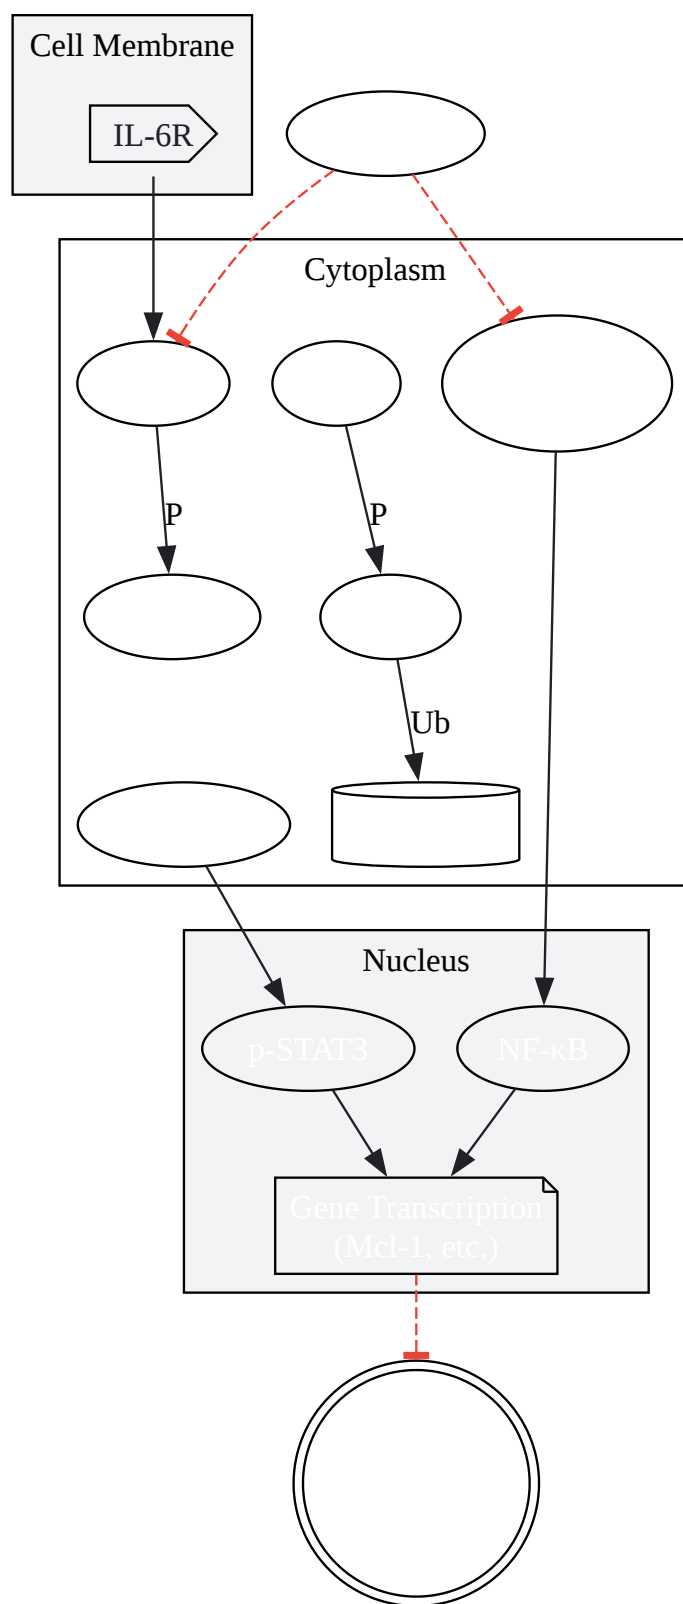 Cell Membrane
IL-6R
Cytoplasm
P
P
Ub
Nucleus
p-STAT3
NF-κB
Gene Transcription
(Mcl-1, etc.)